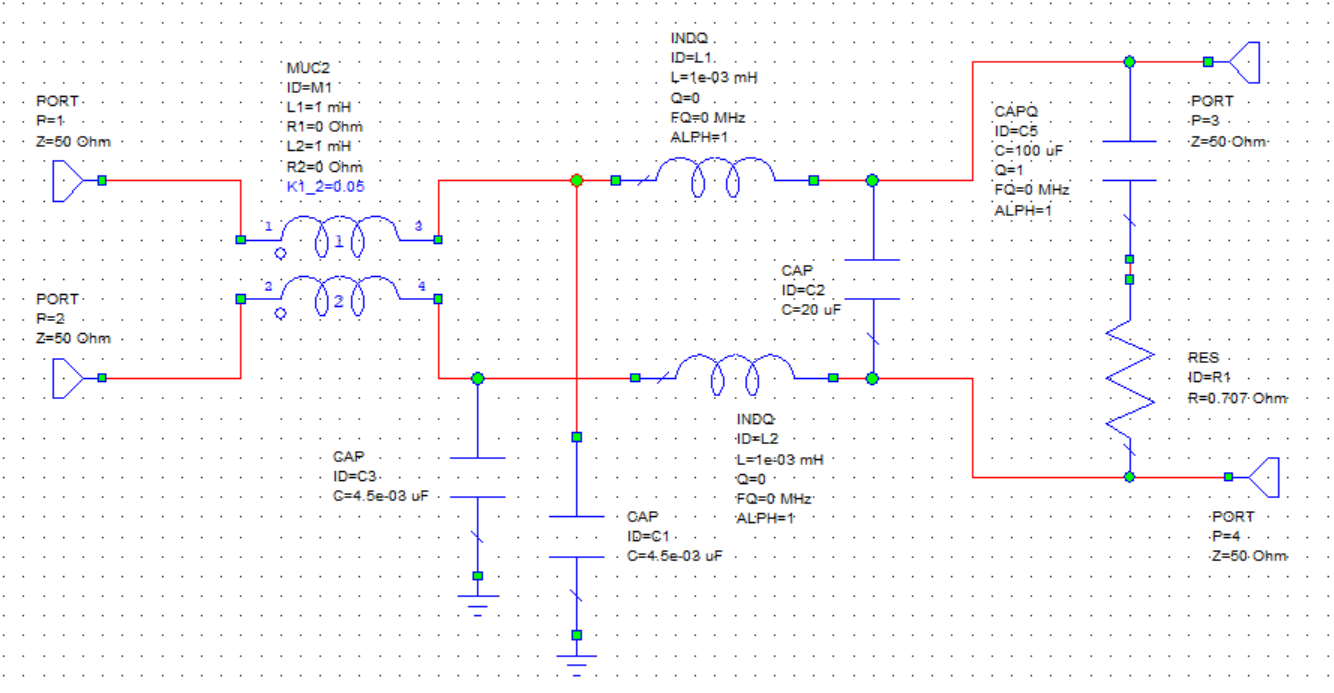 PORT
P=1
Z=50 Ohm
MUC2
ID=M1
L1=1 mH
R1=0 Ohm
L2=1 mH
R2=0 Ohm
K1_2=0.05
1
3
1
2
4
2
PORT
P=2
Z=50 Ohm
INDQ
ID=L1
L=1e-03 mH
Q=0
FQ=0 MHz
ALPH=1
CAP
ID=C2
C=20 uF
CAPQ
ID=C5
C=100 uF
Q=1
FQ=0 MHz
ALPH=1
PORT
P=3
Z=50 Ohm
RES
ID=R1
R=0.707 Ohm
INDQ
ID=L2
L=1e-03 mH
Q=0
FQ=0 MHz
ALPH=1
CAP
ID=C3
C=4.5e-03 uF
CAP
ID=C1
C=4.5e-03 uF
PORT
P=4
Z=50 Ohm